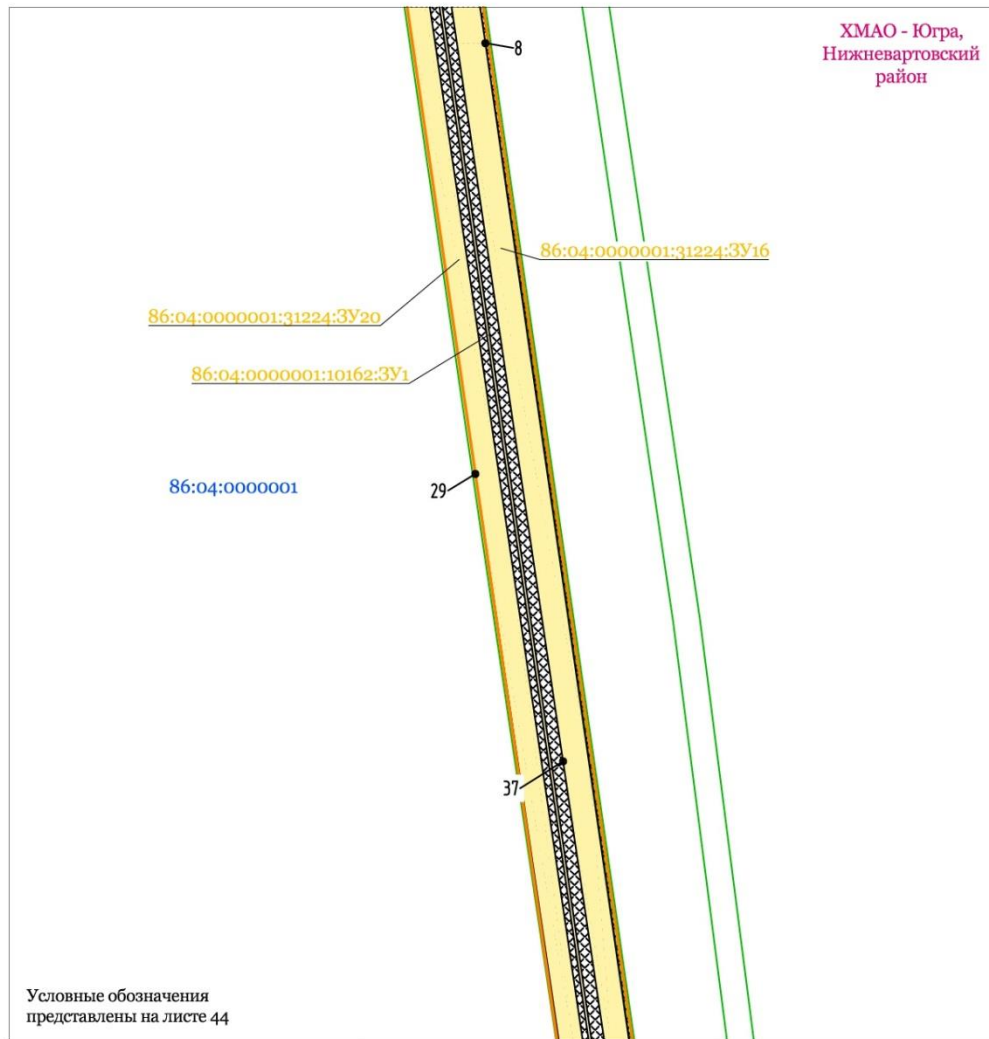 ХМАО - Югра,
Нижневартовский
район
8
86:04:0000001:31224:ЗУ16
86:04:0000001:31224:ЗУ20
86:04:0000001:10162:ЗУ1
86:04:0000001
29
37
Условные обозначения
представлены на листе 44